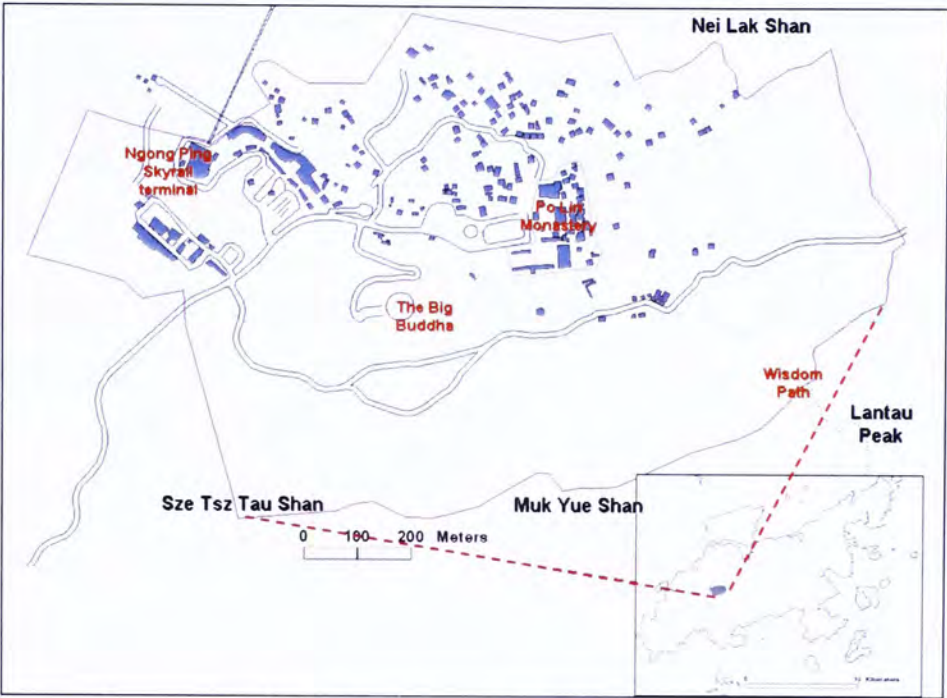 Nei Lak Shan
Ngong Ping
Skyrail
terminal
Po Lin
Monastery
The Big
Buddha
Wisdom
Path
Lantau
Peak
Sze Tsz Tau Shan
Muk Yue Shan
0 100 200 Meters